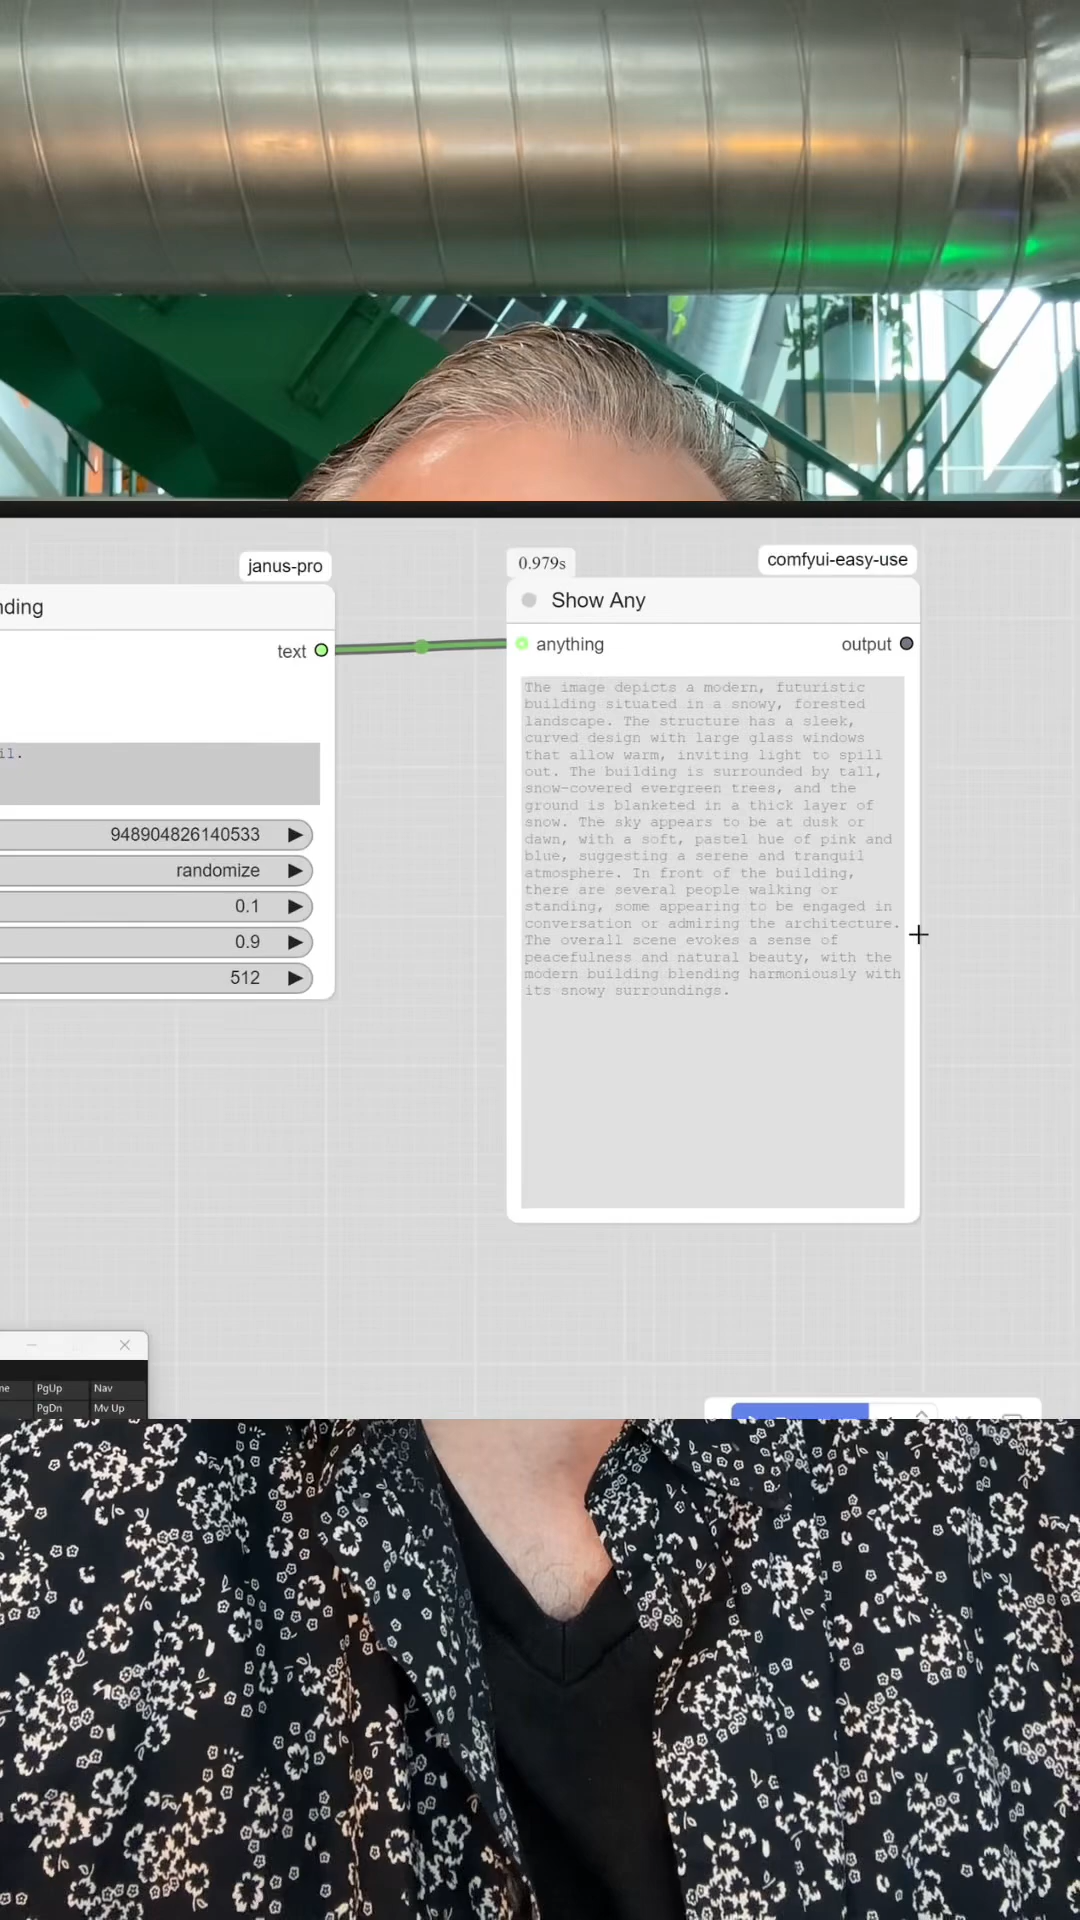 janus-pro
0.979s
comfyui-easy-use
nding
Show Any
text
anything
output
il.
948904826140533
randomize
0.1
0.9
512
The image depicts a modern, futuristic
building situated in a snowy, forested
landscape. The structure has a sleek,
curved design with large glass windows
that allow warm, inviting light to spill
out. The building is surrounded by tall,
snow-covered evergreen trees, and the
ground is blanketed in a thick layer of
snow. The sky appears to be at dusk or
dawn, with a soft, pastel hue of pink and
blue, suggesting a serene and tranquil
atmosphere. In front of the building,
there are several people walking or
standing, some appearing to be engaged in
conversation or admiring the architecture.
The overall scene evokes a sense of
peacefulness and natural beauty, with the
modern building blending harmoniously with
its snowy surroundings.
ne PgUp Nav
PgDn Mv Up